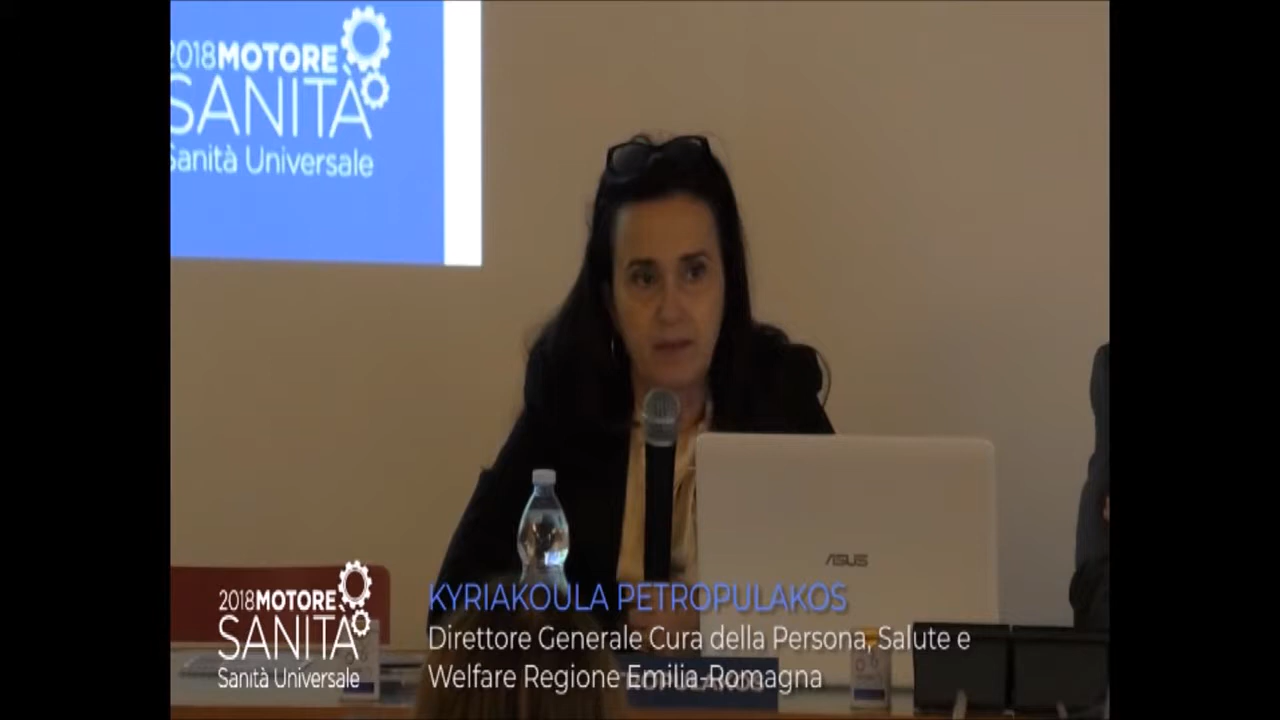 2018MOTORE
SANITÀ
Sanità Universale
ASUS
2018MOTORE
SANITÀ
Sanità Universale
KYRIAKOULA PETROPULAKOS
Direttore Generale Cura della Persona, Salute e
Welfare Regione Emilia-Romagna